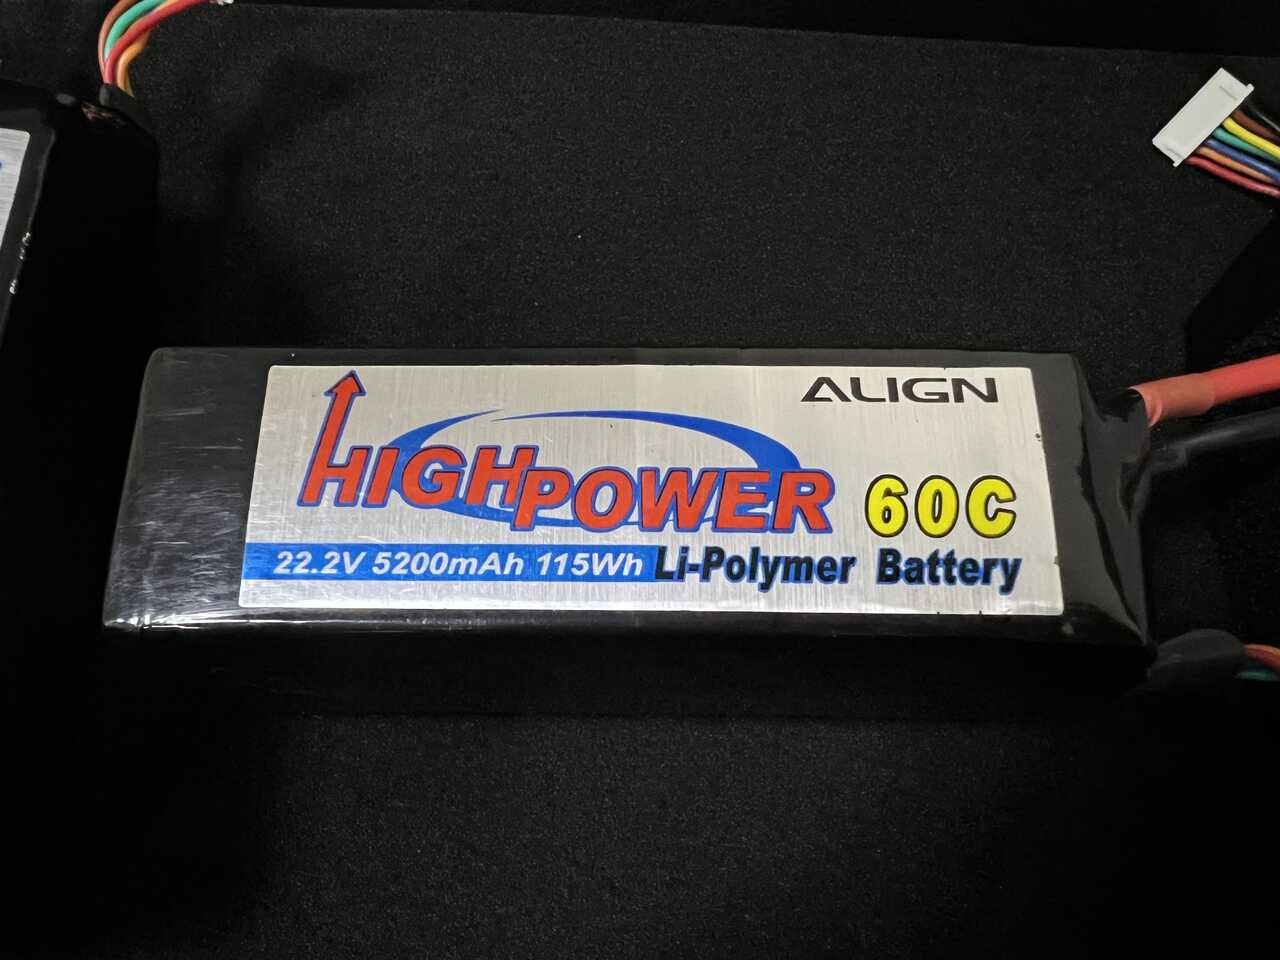 ALIGN
HIGHPOWER 60C
22.2V 5200mAh 115Wh Li-Polymer Battery